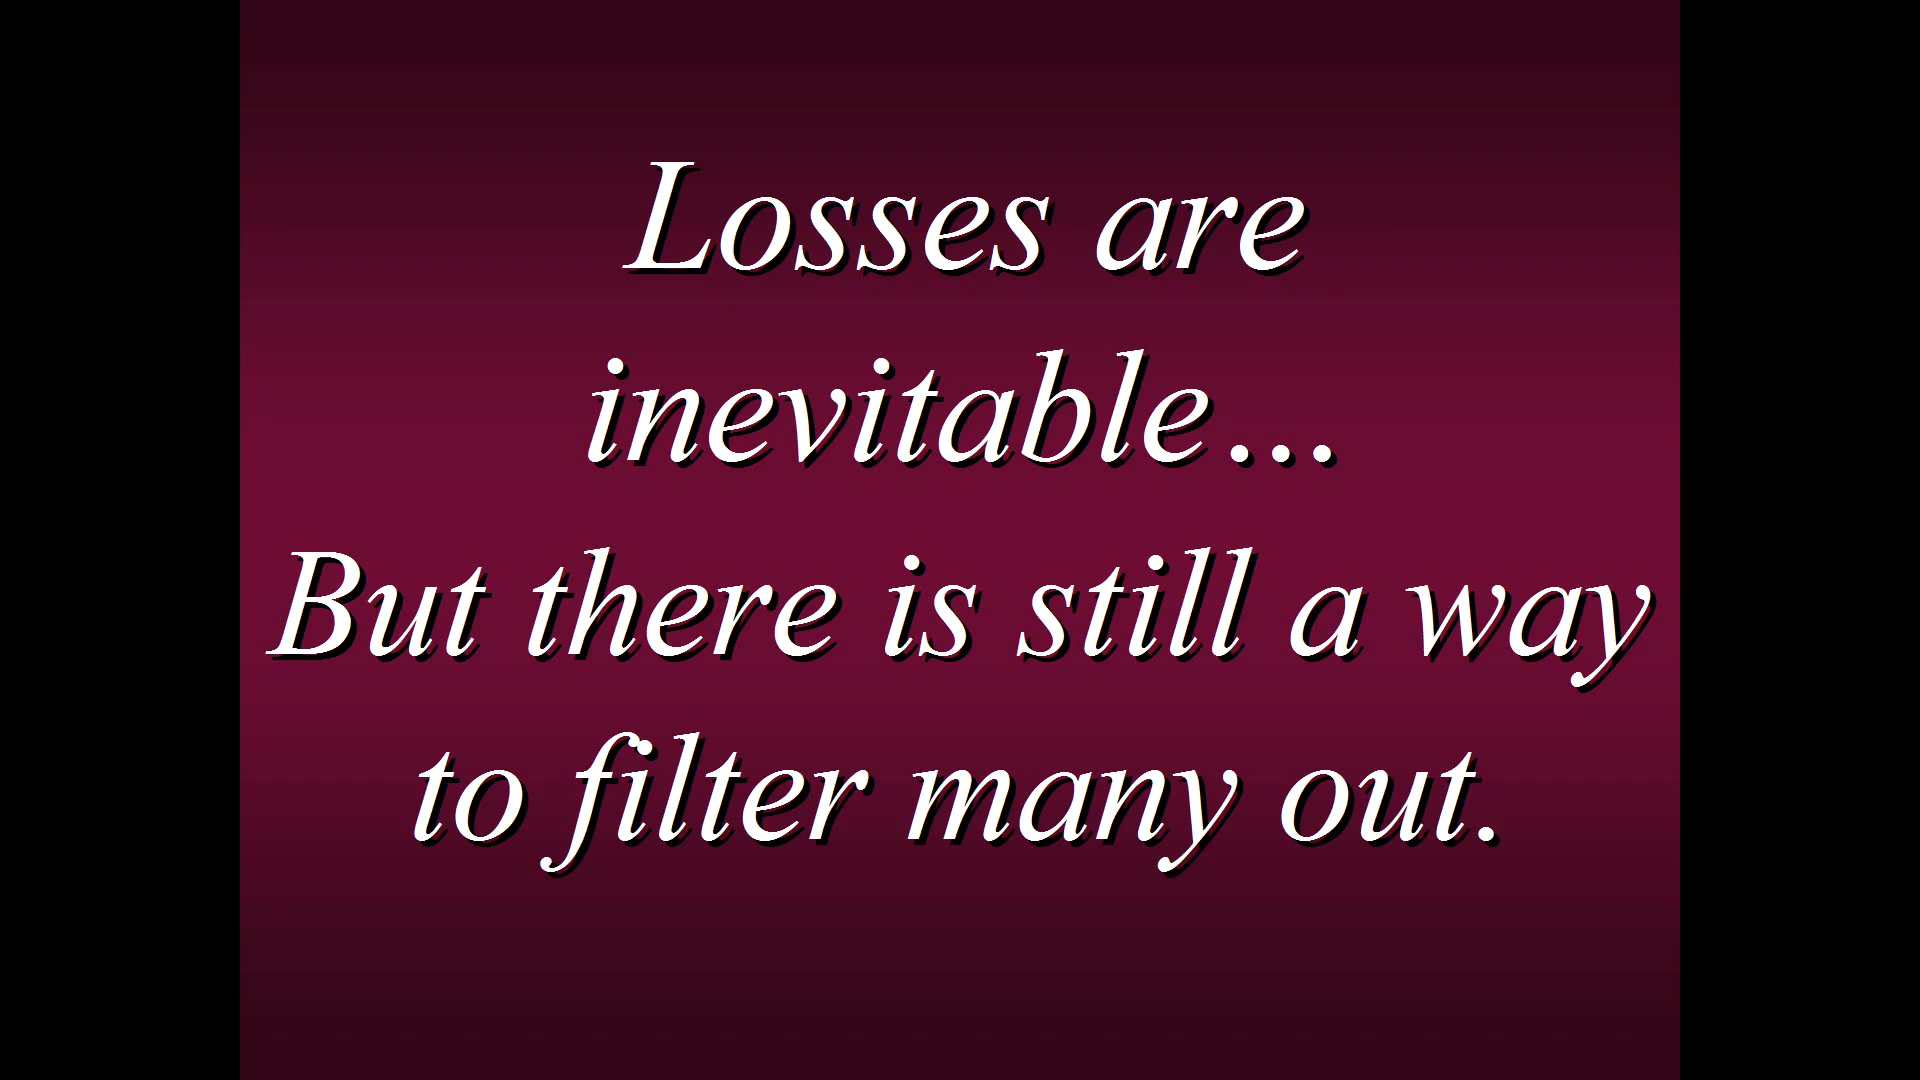 Losses are
inevitable...
But there is still a way
to filter many out.